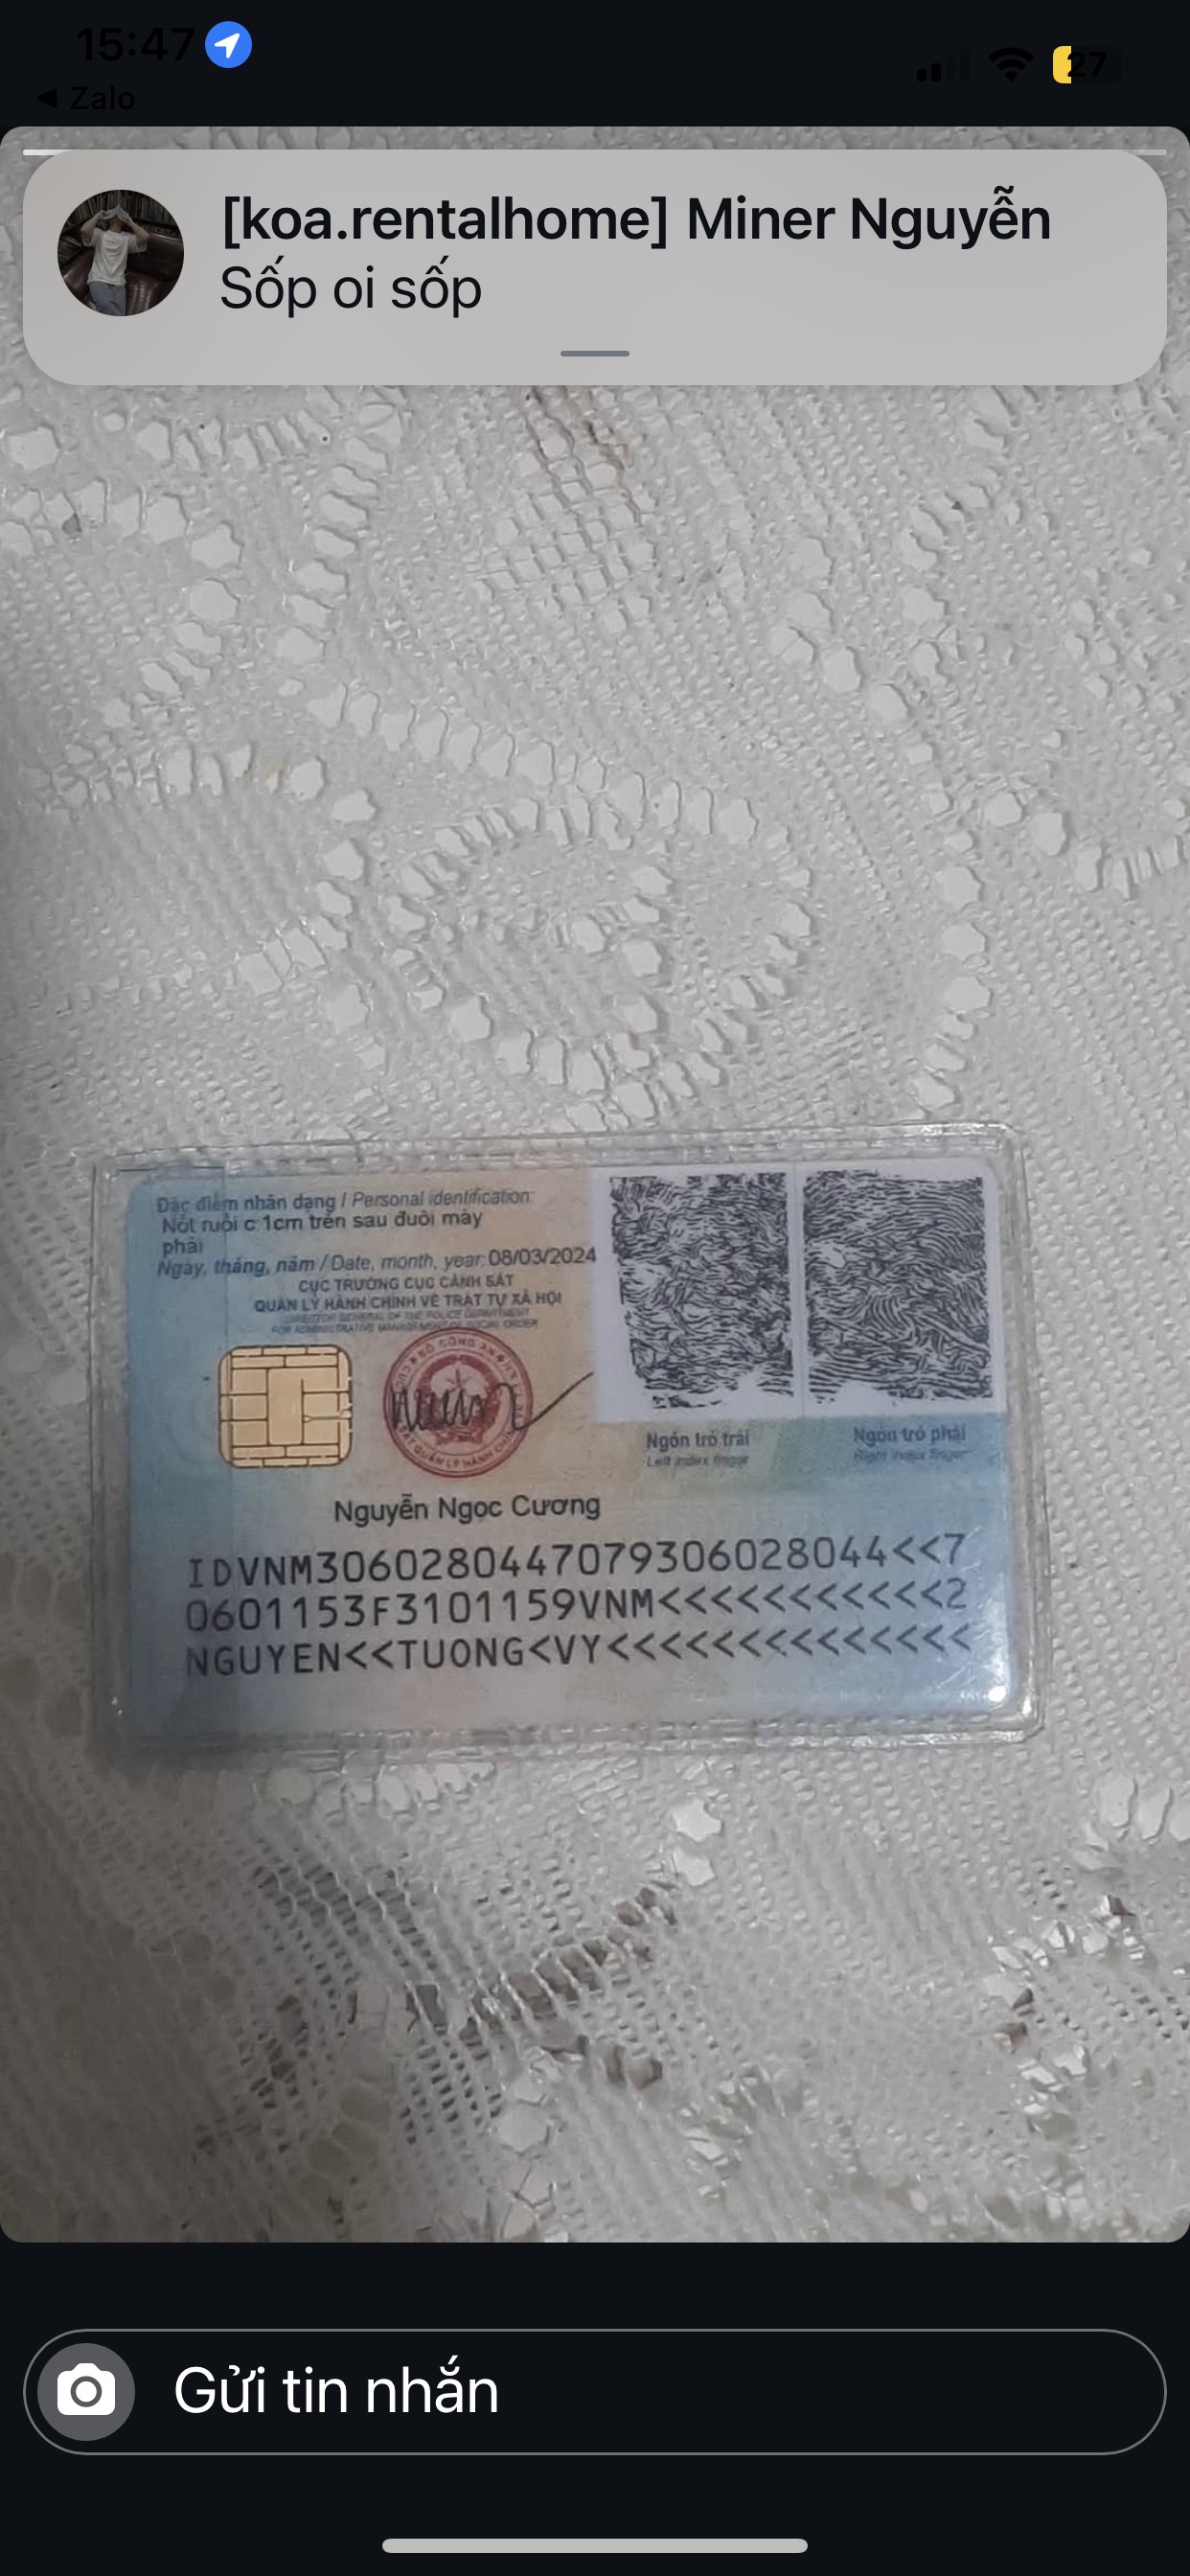 15:47
◀ Zalo
27
[koa.rentalhome] Miner Nguyễn
Sốp oi sốp
Đặc điểm nhân dạng / Personal identification:
Nốt ruồi c 1cm trên sau đuôi mày
phải
Ngày, tháng, năm / Date, month, year: 08/03/2024
CỤC TRƯỞNG CỤC CẢNH SÁT
QUẢN LÝ HÀNH CHÍNH VỀ TRẬT TỰ XÃ HỘI
DIRECTOR GENERAL OF THE POLICE DEPARTMENT
FOR ADMINISTRATIVE MANAGEMENT OF SOCIAL ORDER
Ngón trỏ trái
Left index finger
Ngón trỏ phải
Right index finger
Nguyễn Ngọc Cương
IDVNM3060280447079306028044<<7
0601153F3101159VNM<<<<<<<<<<<2
NGUYEN<<TUONG<VY<<<<<<<<<<<<<<
Gửi tin nhắn